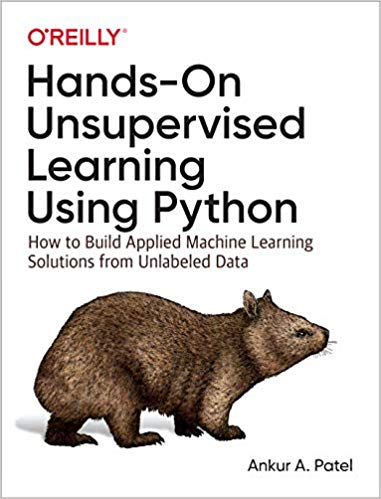 O'REILLY®
Hands-On
Unsupervised
Learning
Using Python
How to Build Applied Machine Learning
Solutions from Unlabeled Data
Ankur A. Patel